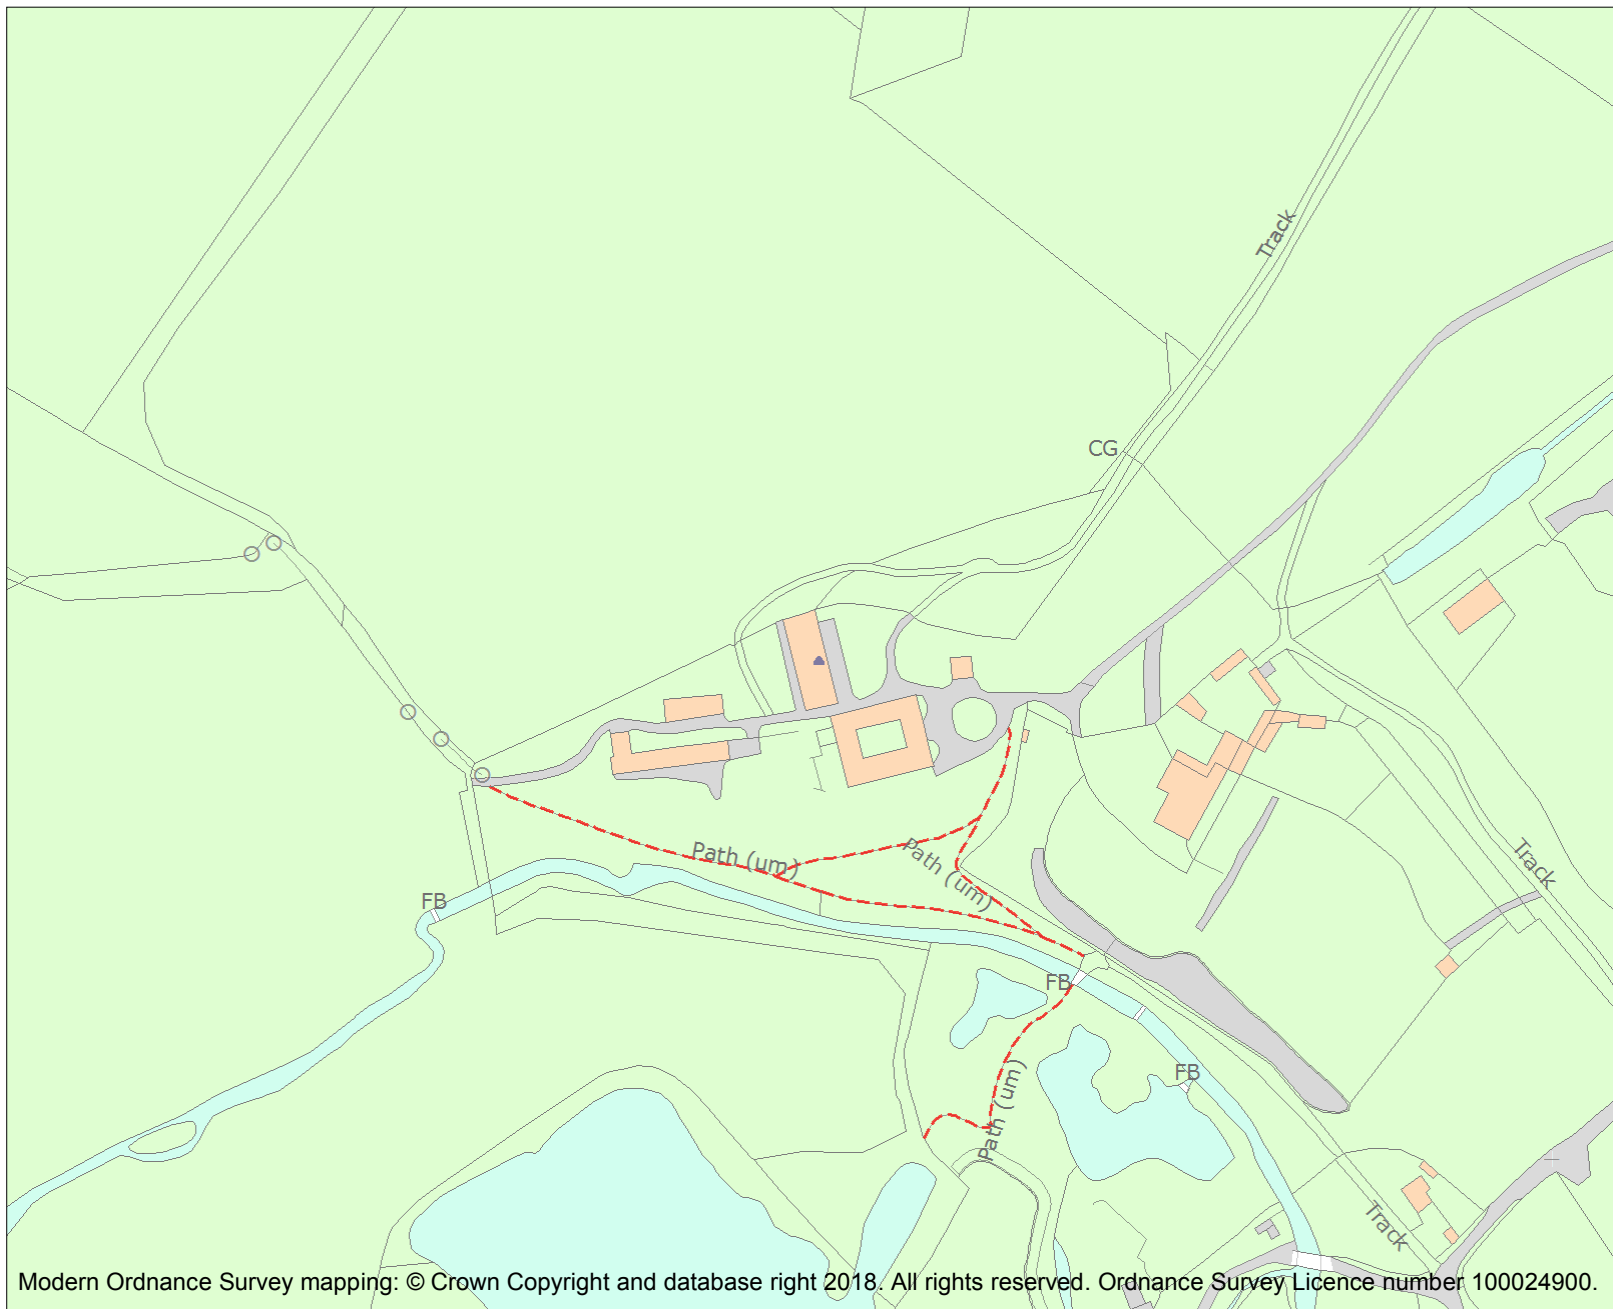 Track
CG
Path (um)
Path (um)
Track
FB
FB
FB
Path (um)
Track
Modern Ordnance Survey mapping: © Crown Copyright and database right 2018. All rights reserved. Ordnance Survey Licence number 100024900.